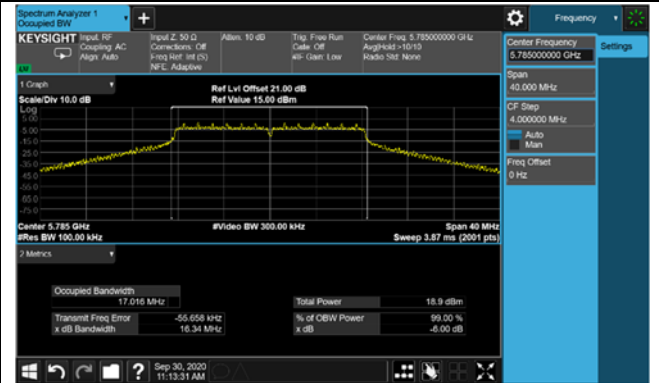 Spectrum Analyzer 1
Occupied BW
Frequency
KEYSIGHT
Input: RF
Coupling: AC
Align: Auto
Input Z: 50 Ω
Corrections: Off
Freq Ref: Int (S)
NFE: Adaptive
Atten: 10 dB
Trig: Free Run
Gate: Off
#IF Gain: Low
Center Freq: 5.785000000 GHz
Avg|Hold:>10/10
Radio Std: None
Center Frequency
5.785000000 GHz
Settings
Span
40.000 MHz
CF Step
4.000000 MHz
Auto
Man
Freq Offset
0 Hz
1 Graph
Scale/Div 10.0 dB
Ref Lvl Offset 21.00 dB
Ref Value 15.00 dBm
Log
5.00
-5.00
-15.0
-25.0
-35.0
-45.0
-55.0
-65.0
-75.0
Center 5.785 GHz
#Video BW 300.00 kHz
Span 40 MHz
#Res BW 100.00 kHz
Sweep 3.87 ms (2001 pts)
2 Metrics
Occupied Bandwidth
17.016 MHz
Total Power
18.9 dBm
Transmit Freq Error
-55.658 kHz
% of OBW Power
99.00 %
x dB Bandwidth
16.34 MHz
x dB
-6.00 dB
Sep 30, 2020
11:13:31 AM